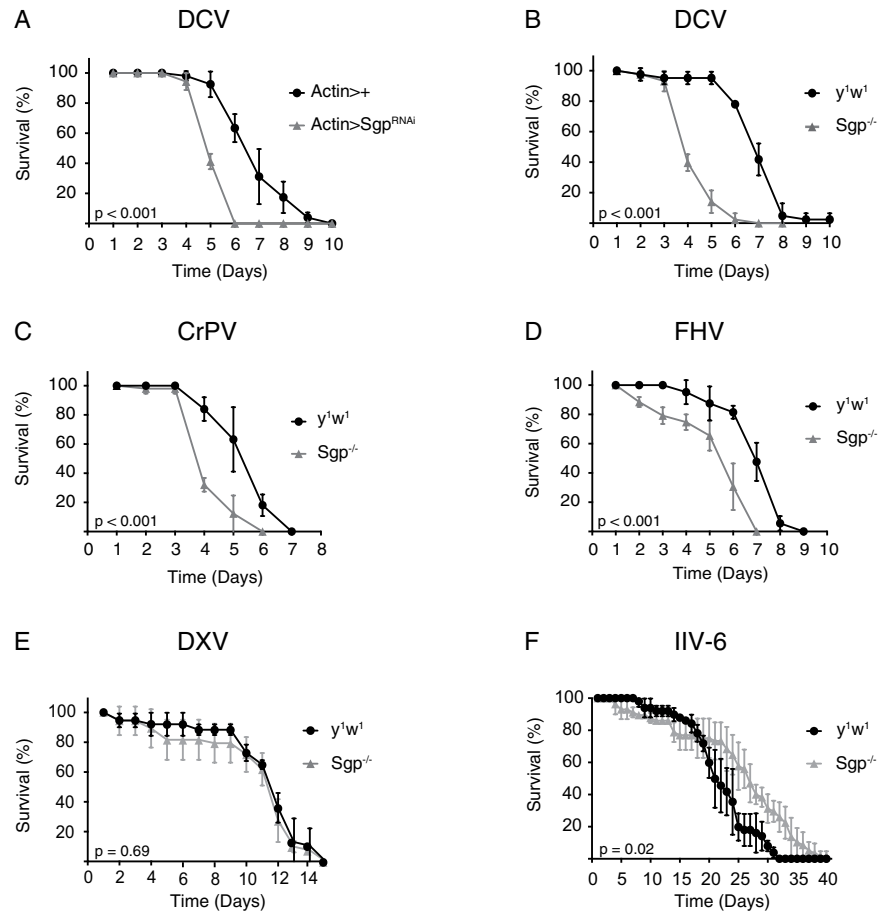 A DCV
Survival (%)
100
80
60
40
20
Actin>+
Actin>Sgp^RNAi
p < 0.001
0 1 2 3 4 5 6 7 8 9 10
Time (Days)
B DCV
Survival (%)
100
80
60
40
20
y¹w¹
Sgp⁻/⁻
p < 0.001
0 1 2 3 4 5 6 7 8 9 10
Time (Days)
C CrPV
Survival (%)
100
80
60
40
20
y¹w¹
Sgp⁻/⁻
p < 0.001
0 1 2 3 4 5 6 7 8
Time (Days)
D FHV
Survival (%)
100
80
60
40
20
y¹w¹
Sgp⁻/⁻
p < 0.001
0 1 2 3 4 5 6 7 8 9 10
Time (Days)
E DXV
Survival (%)
100
80
60
40
20
y¹w¹
Sgp⁻/⁻
p = 0.69
0 2 4 6 8 10 12 14
Time (Days)
F IIV-6
Survival (%)
100
80
60
40
20
y¹w¹
Sgp⁻/⁻
p = 0.02
0 5 10 15 20 25 30 35 40
Time (Days)